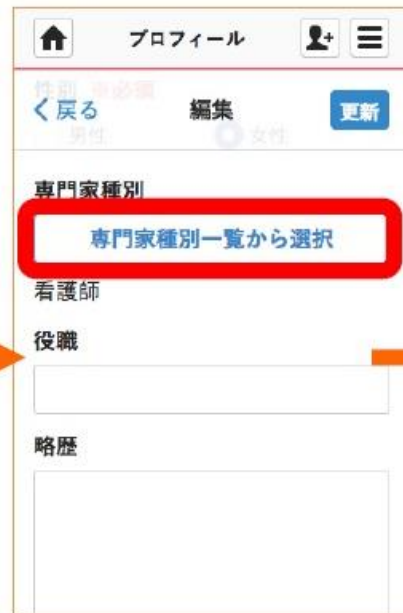 プロフィール
性別 ※必須
戻る 編集 更新
男性 女性
専門家種別
専門家種別一覧から選択
看護師
役職
略歴